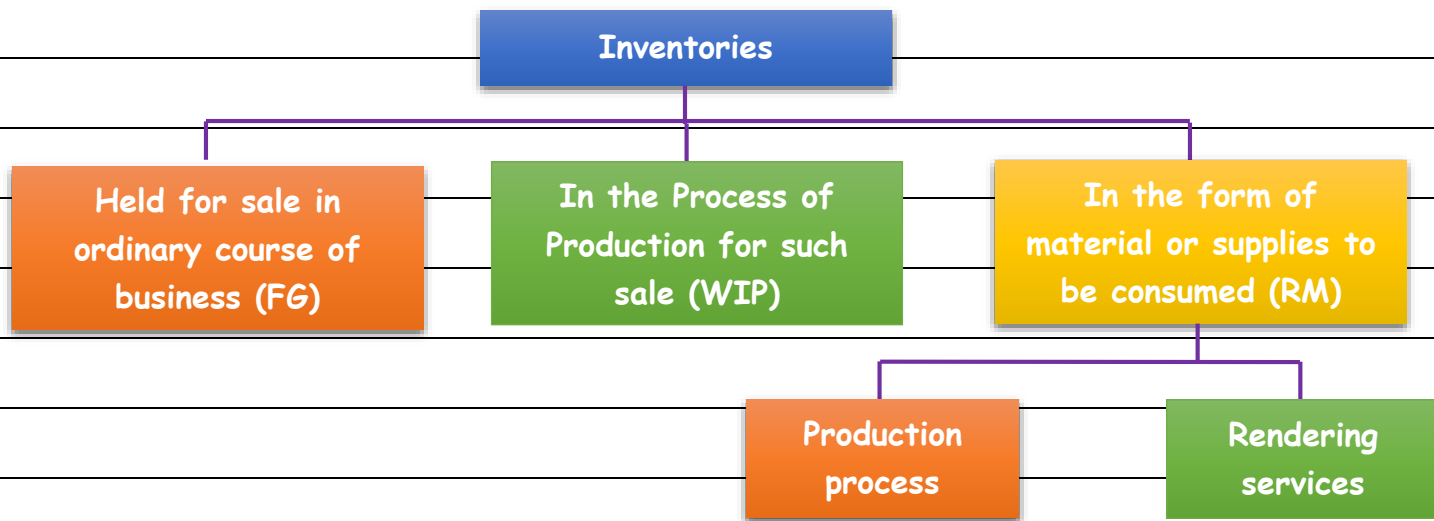 Inventories
Held for sale in
ordinary course of
business (FG)
In the Process of
Production for such
sale (WIP)
In the form of
material or supplies to
be consumed (RM)
Production
process
Rendering
services